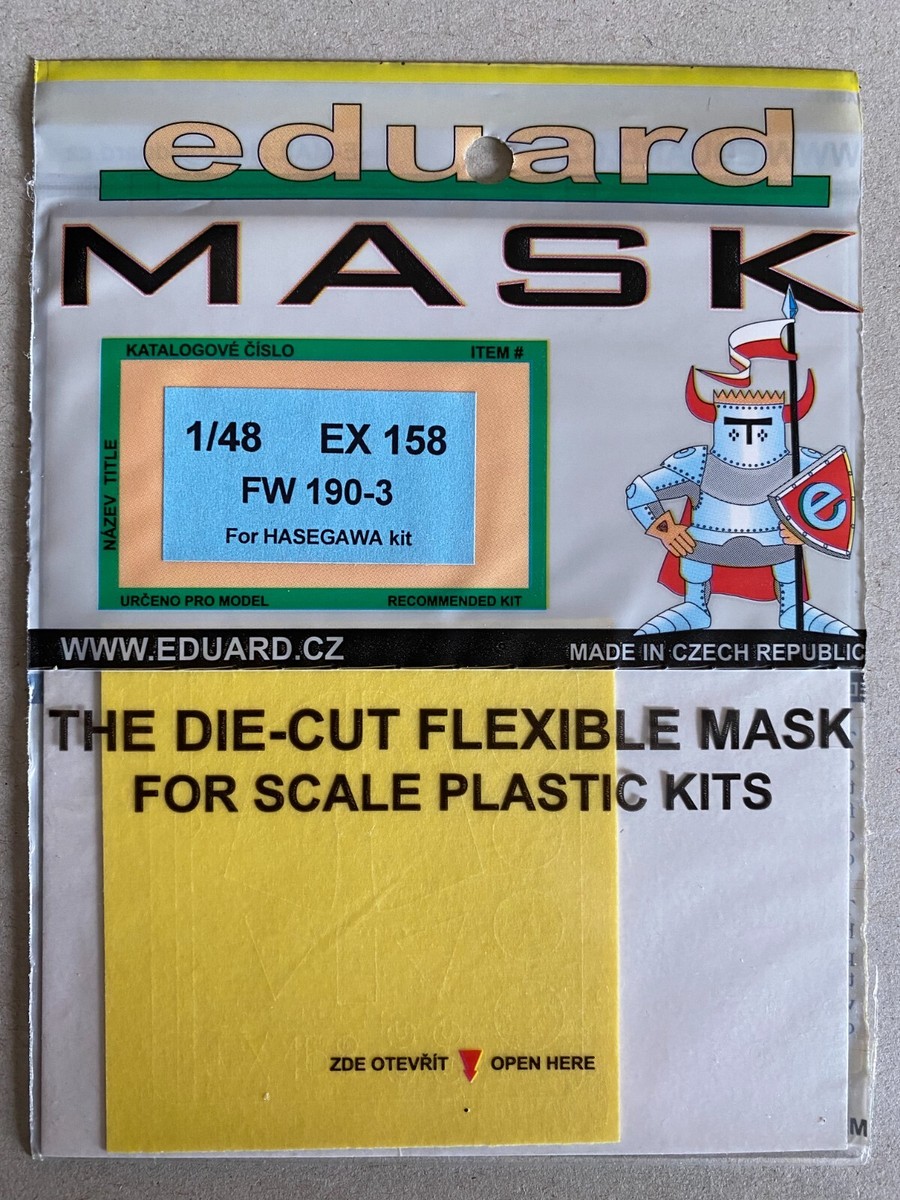 eduard
MASK
KATALOGOVÉ ČÍSLO ITEM #
NÁZEV TITLE
1/48 EX 158
FW 190-3
For HASEGAWA kit
URČENO PRO MODEL RECOMMENDED KIT
e
WWW.EDUARD.CZ MADE IN CZECH REPUBLIC
THE DIE-CUT FLEXIBLE MASK
FOR SCALE PLASTIC KITS
ZDE OTEVŘÍT OPEN HERE